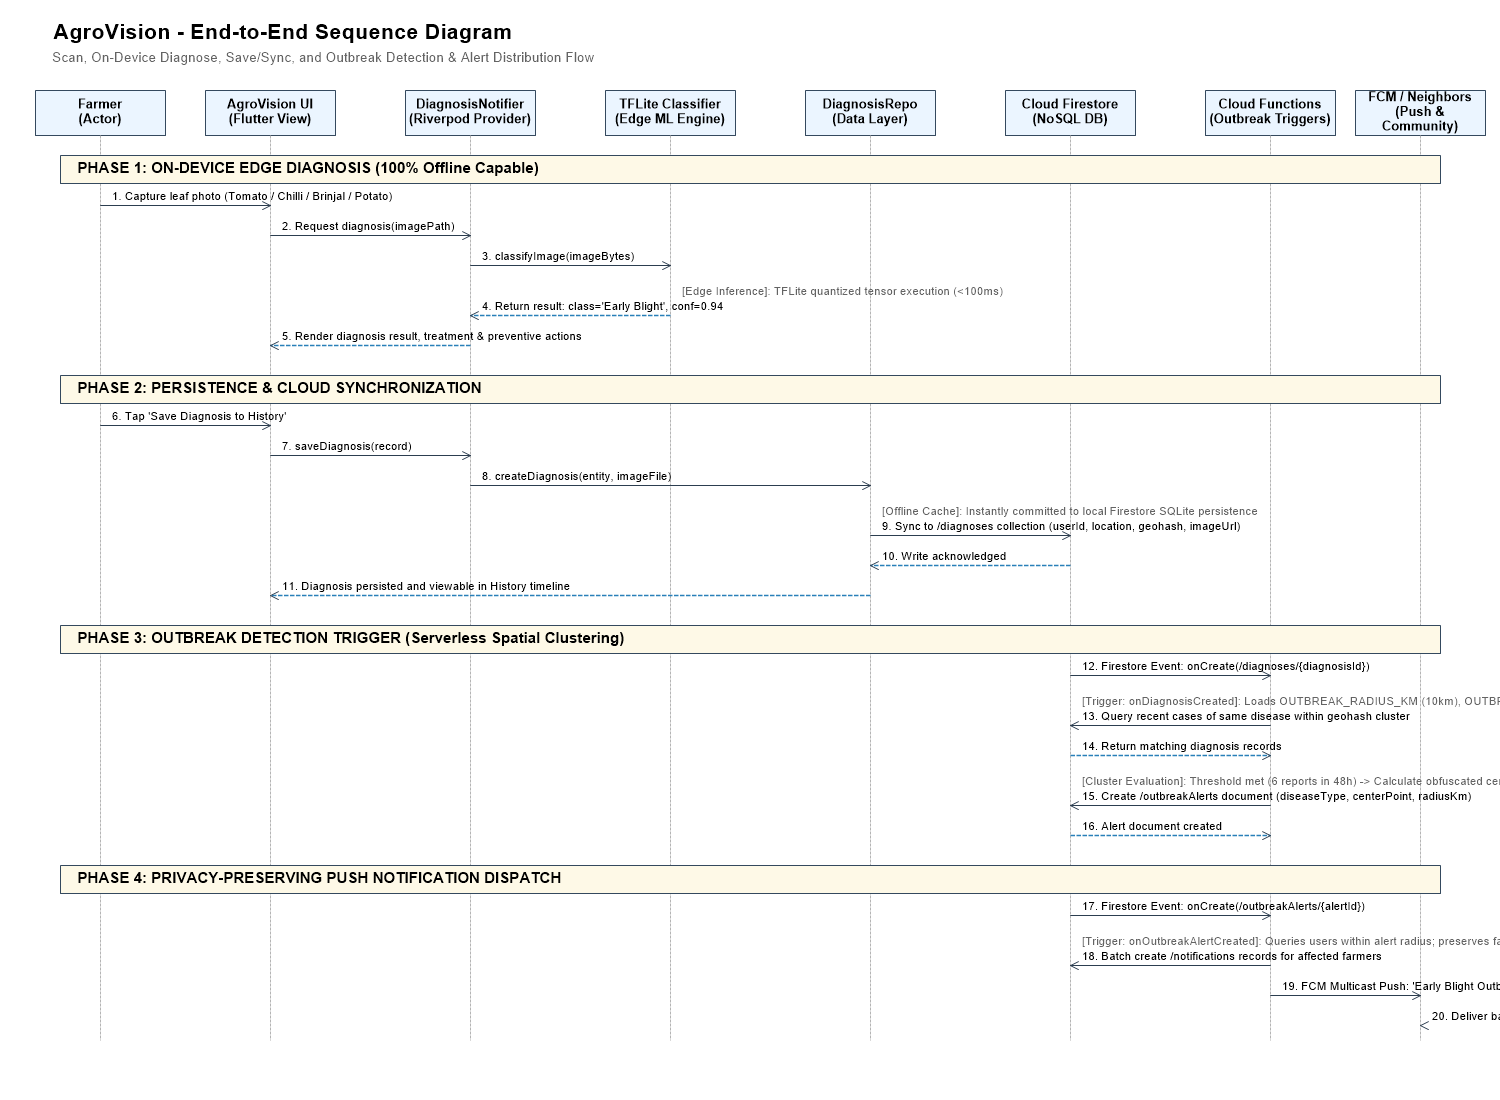 AgroVision - End-to-End Sequence Diagram
Scan, On-Device Diagnose, Save/Sync, and Outbreak Detection & Alert Distribution Flow
Farmer
(Actor)
AgroVision UI
(Flutter View)
DiagnosisNotifier
(Riverpod Provider)
TFLite Classifier
(Edge ML Engine)
DiagnosisRepo
(Data Layer)
Cloud Firestore
(NoSQL DB)
Cloud Functions
(Outbreak Triggers)
FCM / Neighbors
(Push &
Community)
PHASE 1: ON-DEVICE EDGE DIAGNOSIS (100% Offline Capable)
1. Capture leaf photo (Tomato / Chilli / Brinjal / Potato)
2. Request diagnosis(imagePath)
3. classifyImage(imageBytes)
[Edge Inference]: TFLite quantized tensor execution (<100ms)
4. Return result: class='Early Blight', conf=0.94
5. Render diagnosis result, treatment & preventive actions
PHASE 2: PERSISTENCE & CLOUD SYNCHRONIZATION
6. Tap 'Save Diagnosis to History'
7. saveDiagnosis(record)
8. createDiagnosis(entity, imageFile)
[Offline Cache]: Instantly committed to local Firestore SQLite persistence
9. Sync to /diagnoses collection (userId, location, geohash, imageUrl)
10. Write acknowledged
11. Diagnosis persisted and viewable in History timeline
PHASE 3: OUTBREAK DETECTION TRIGGER (Serverless Spatial Clustering)
12. Firestore Event: onCreate(/diagnoses/{diagnosisId})
[Trigger: onDiagnosisCreated]: Loads OUTBREAK_RADIUS_KM (10km),
13. Query recent cases of same disease within geohash cluster
14. Return matching diagnosis records
[Cluster Evaluation]: Threshold met (6 reports in 48h) -> Calculate obfuscated
15. Create /outbreakAlerts document (diseaseType, centerPoint, radiusKm)
16. Alert document created
PHASE 4: PRIVACY-PRESERVING PUSH NOTIFICATION DISPATCH
17. Firestore Event: onCreate(/outbreakAlerts/{alertId})
[Trigger: onOutbreakAlertCreated]: Queries users within alert radius; preserves
18. Batch create /notifications records for affected farmers
19. FCM Multicast Push: 'Early Blight
20. Deliver